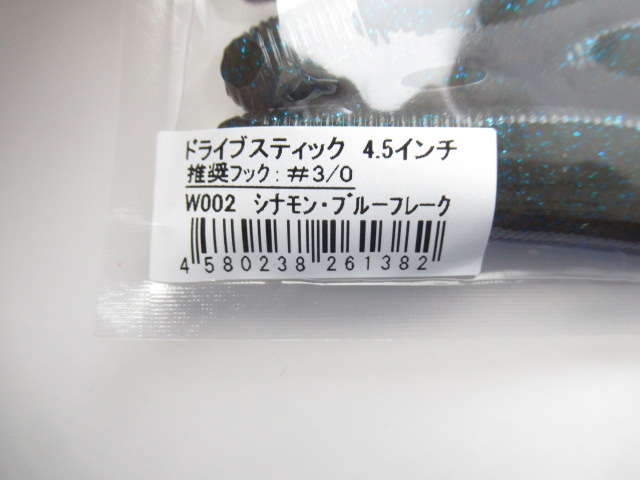 ドライブスティック 4.5インチ
推奨フック:#3/0
W002 シナモン・ブルーフレーク
4 580238 261382